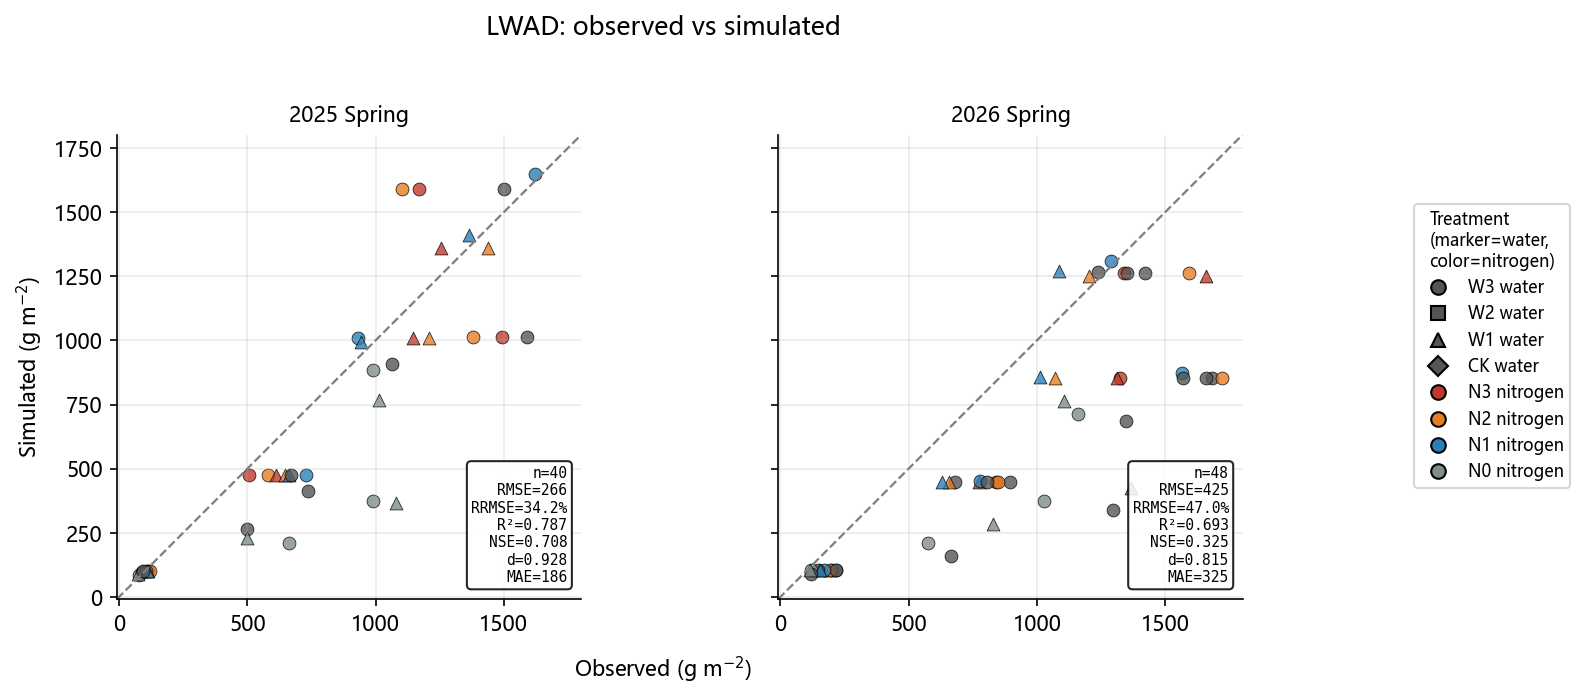 LWAD: observed vs simulated
2025 Spring
2026 Spring
1750
1500
1250
1000
750
500
250
0
Simulated (g m⁻²)
n=40
RMSE=266
RRMSE=34.2%
R²=0.787
NSE=0.708
d=0.928
MAE=186
n=48
RMSE=425
RRMSE=47.0%
R²=0.693
NSE=0.325
d=0.815
MAE=325
0 500 1000 1500
0 500 1000 1500
Observed (g m⁻²)
Treatment
(marker=water,
color=nitrogen)
W3 water
W2 water
W1 water
CK water
N3 nitrogen
N2 nitrogen
N1 nitrogen
N0 nitrogen